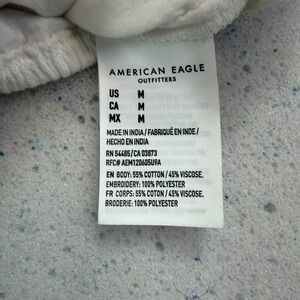 AMERICAN EAGLE
OUTFITTERS
US M
CA M
MX M
MADE IN INDIA / FABRIQUÉ EN INDE /
HECHO EN INDIA
RN 54485 / CA 03873
RFC# AEM120605U9A
EN BODY: 55% COTTON / 45% VISCOSE.
EMBROIDERY: 100% POLYESTER
FR CORPS: 55% COTON / 45% VISCOSE.
BRODERIE: 100% POLYESTER